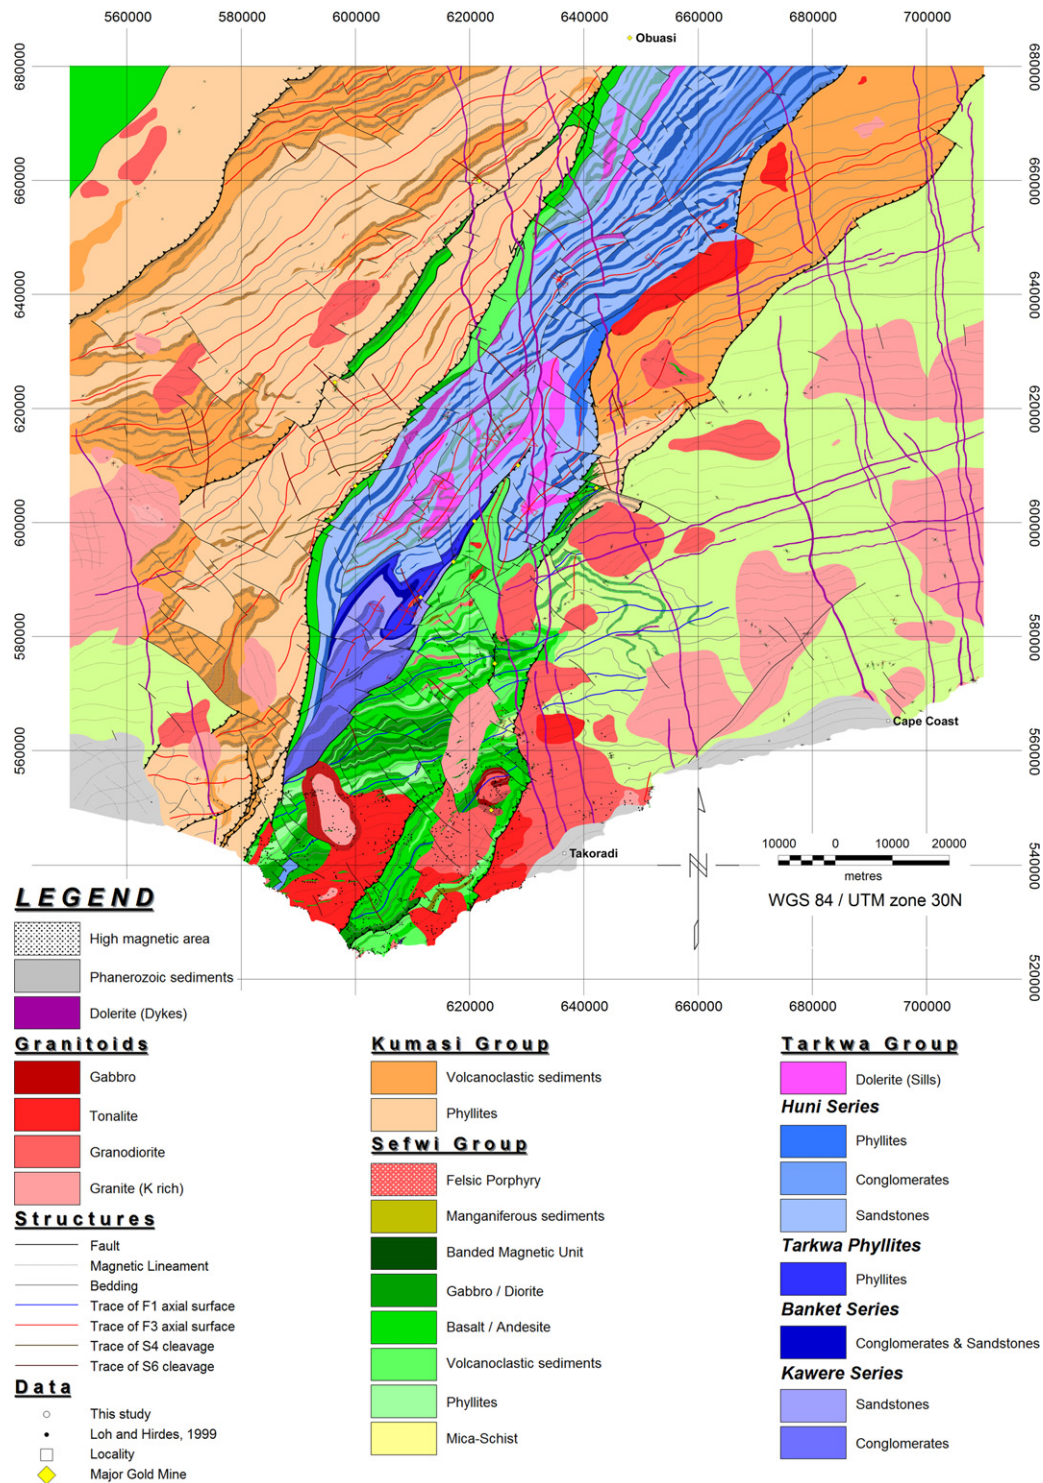 560000 580000 600000 620000 640000 660000 680000 700000
680000 680000
Obuasi
660000 660000
640000 640000
620000 620000
600000 600000
580000 580000
Cape Coast
560000 560000
10000 0 10000 20000
metres
WGS 84 / UTM zone 30N
Takoradi
N
540000
520000
620000 640000 660000 680000 700000
LEGEND
High magnetic area
Phanerozoic sediments
Dolerite (Dykes)
Granitoids
Gabbro
Tonalite
Granodiorite
Granite (K rich)
Structures
Fault
Magnetic Lineament
Bedding
Trace of F1 axial surface
Trace of F3 axial surface
Trace of S4 cleavage
Trace of S6 cleavage
Data
This study
Loh and Hirdes, 1999
Locality
Major Gold Mine
Kumasi Group
Volcanoclastic sediments
Phyllites
Sefwi Group
Felsic Porphyry
Manganiferous sediments
Banded Magnetic Unit
Gabbro / Diorite
Basalt / Andesite
Volcanoclastic sediments
Phyllites
Mica-Schist
Tarkwa Group
Dolerite (Sills)
Huni Series
Phyllites
Conglomerates
Sandstones
Tarkwa Phyllites
Phyllites
Banket Series
Conglomerates & Sandstones
Kawere Series
Sandstones
Conglomerates